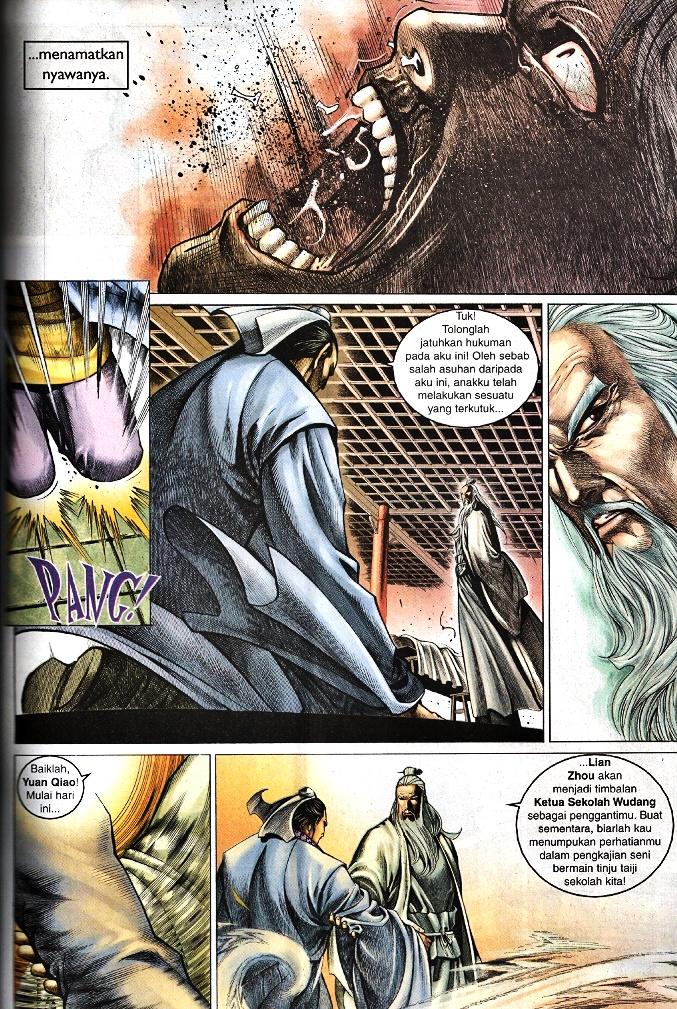 ...menamatkan
nyawanya.
Tuk!
Tolonglah
jatuhkan hukuman
pada aku ini! Oleh sebab
salah asuhan daripada
aku ini, anakku telah
melakukan sesuatu
yang terkutuk...
PANG!
Baiklah,
Yuan Qiao!
Mulai hari
ini...
...Lian
Zhou akan
menjadi timbalan
Ketua Sekolah Wudang
sebagai penggantimu. Buat
sementara, biarlah kau
menumpukan perhatianmu
dalam pengkajian seni
bermain tinju taiji
sekolah kita!